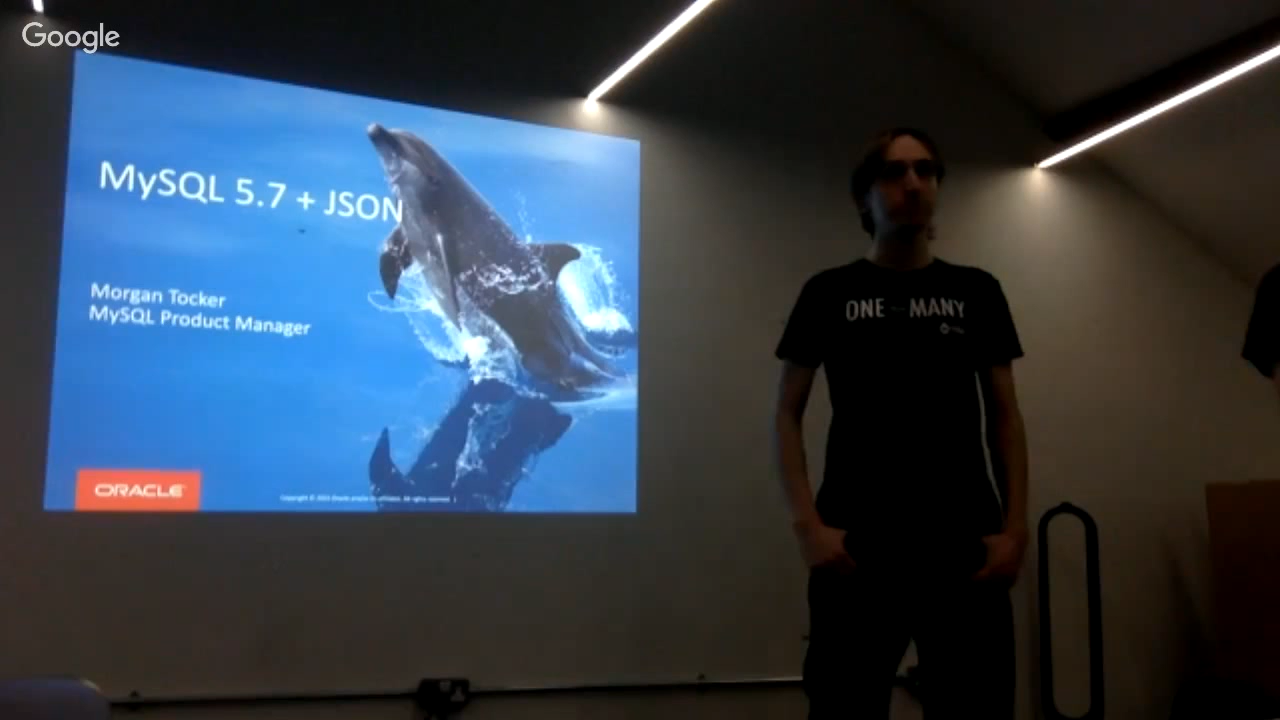 Google
MySQL 5.7 + JSON
Morgan Tocker
MySQL Product Manager
ORACLE
ONE MANY